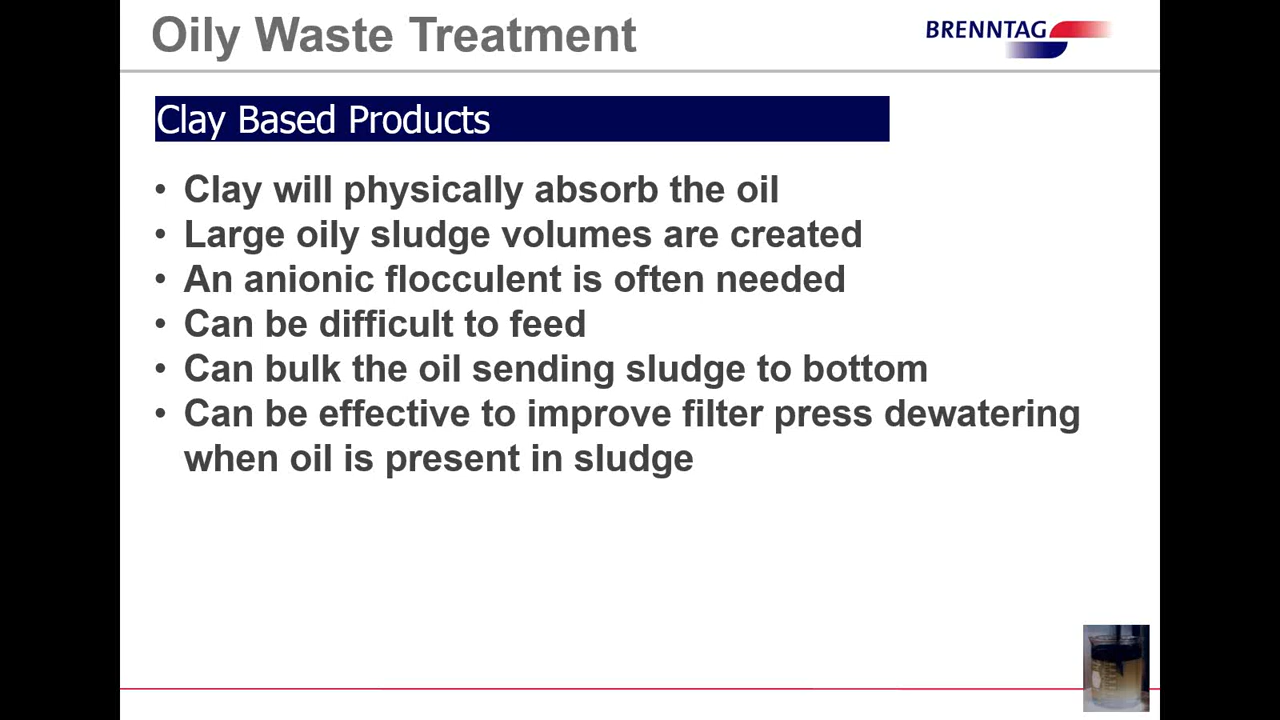 Oily Waste Treatment
BRENNTAG
Clay Based Products
• Clay will physically absorb the oil
• Large oily sludge volumes are created
• An anionic flocculent is often needed
• Can be difficult to feed
• Can bulk the oil sending sludge to bottom
• Can be effective to improve filter press dewatering
when oil is present in sludge